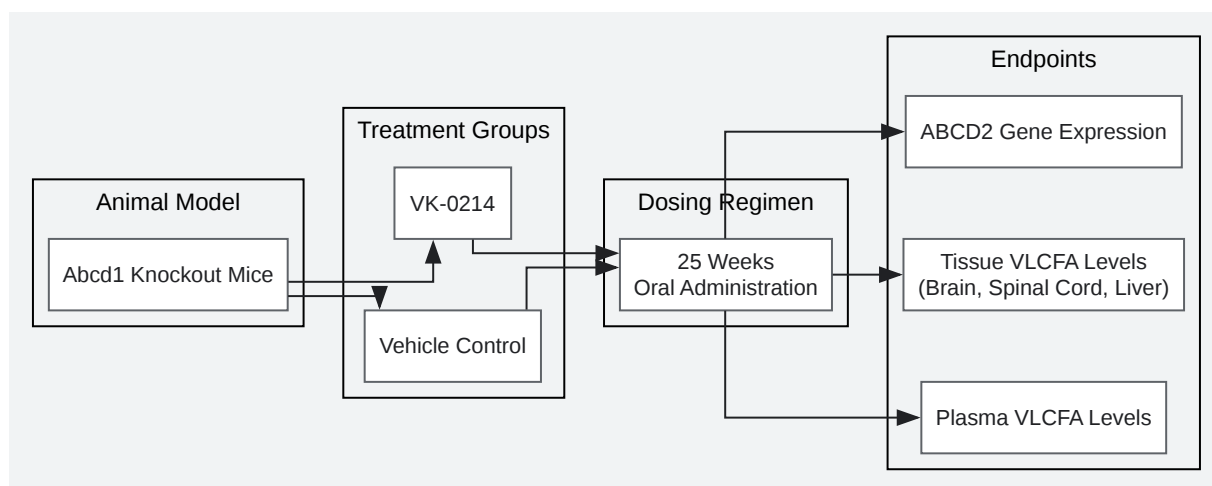 Animal Model
Abcd1 Knockout Mice
Treatment Groups
VK-0214
Vehicle Control
Dosing Regimen
25 Weeks
Oral Administration
Endpoints
ABCD2 Gene Expression
Tissue VLCFA Levels
(Brain, Spinal Cord, Liver)
Plasma VLCFA Levels